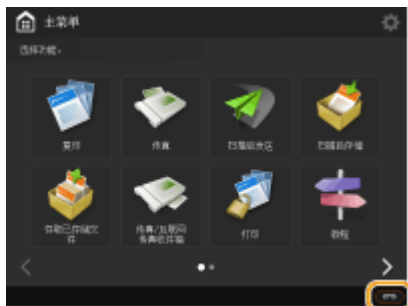 主菜单
选择功能。
复印
传真
扫描后发送
扫描后存储
存取已存储文
件
传真/互联网
传真收件箱
打印
教程